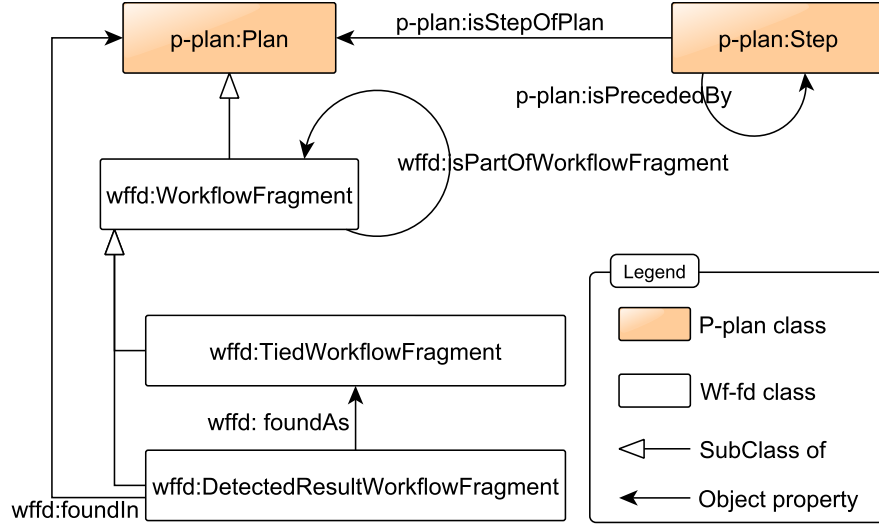 p-plan:Plan
p-plan:isStepOfPlan
p-plan:Step
p-plan:isPrecededBy
wffd:isPartOfWorkflowFragment
wffd:WorkflowFragment
Legend
P-plan class
wffd:TiedWorkflowFragment
Wf-fd class
wffd: foundAs
SubClass of
wffd:DetectedResultWorkflowFragment
Object property
wffd:foundIn